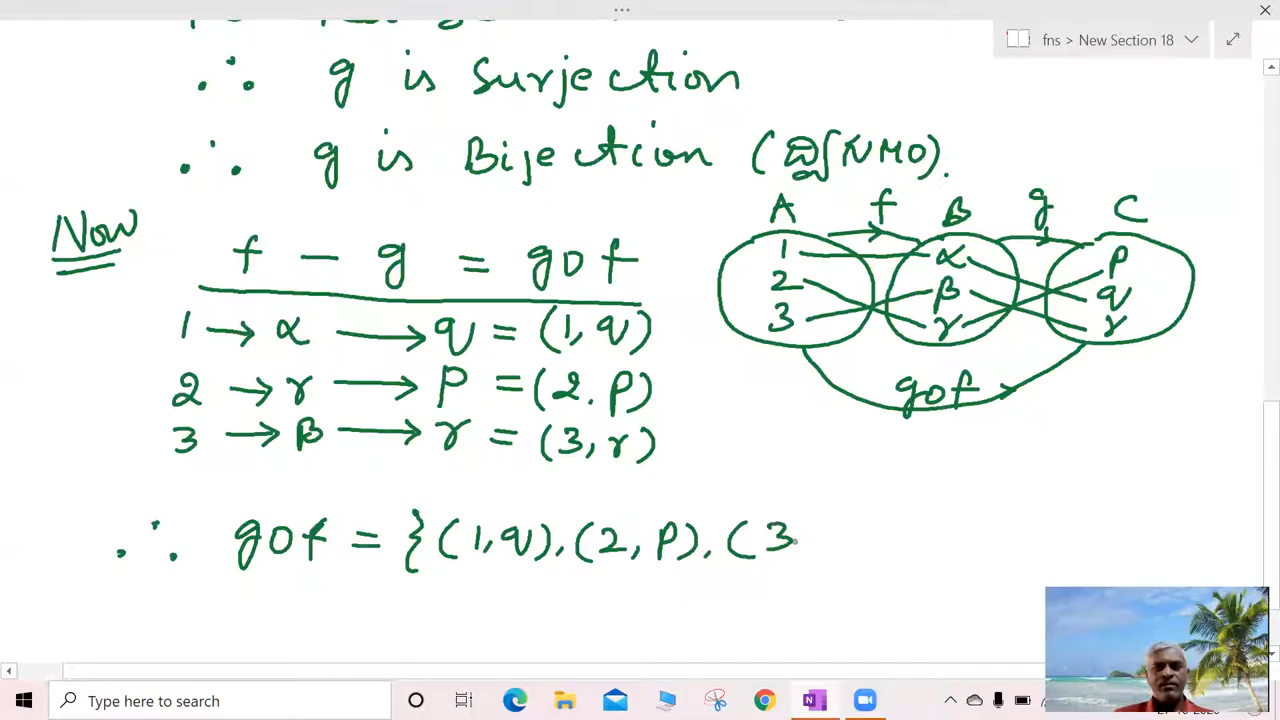 fns > New Section 18
∴ g is Surjection
∴ g is Bijection (
Now
f - g = gof
1 → α → q = (1, q)
2 → r → P = (2. P)
3 → B → r = (3, r)
A f B g C
1 α p
2 β q
3 r r
gof
∴ gof = {(1, q), (2, p), (3
Type here to search